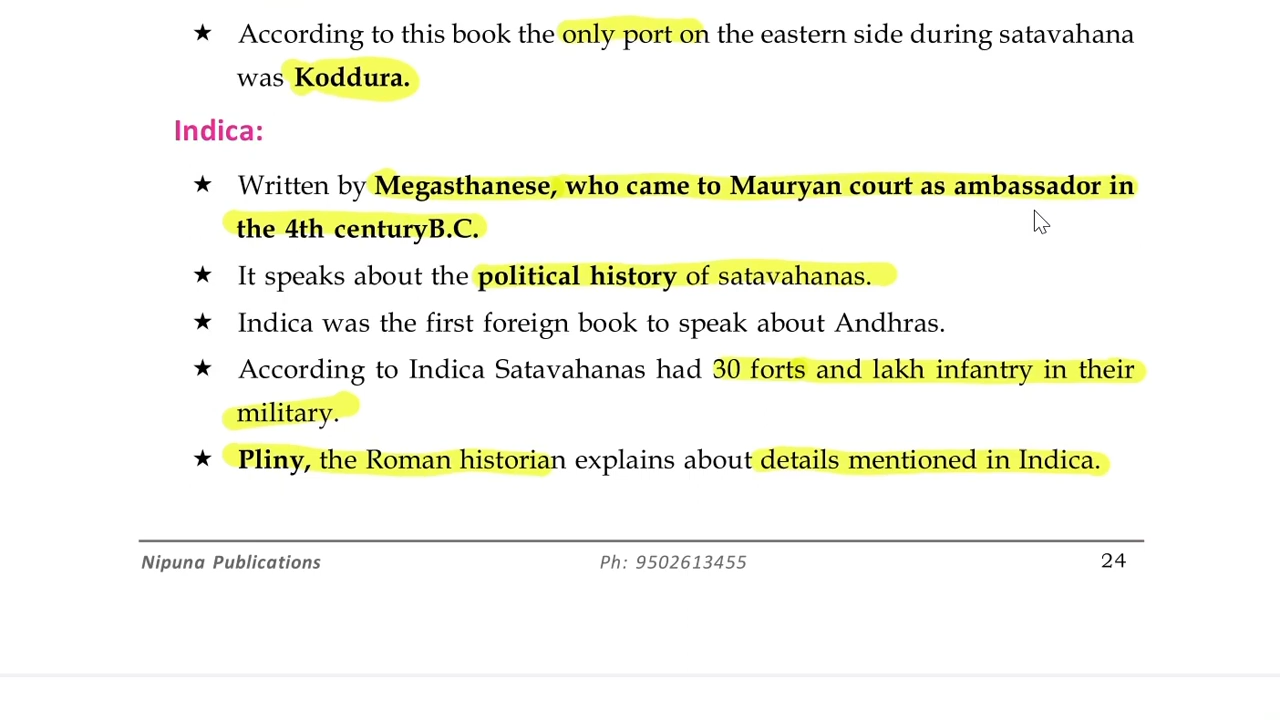 ★ According to this book the only port on the eastern side during satavahana
was Koddura.
Indica:
★ Written by Megasthanese, who came to Mauryan court as ambassador in
the 4th centuryB.C.
★ It speaks about the political history of satavahanas.
★ Indica was the first foreign book to speak about Andhras.
★ According to Indica Satavahanas had 30 forts and lakh infantry in their
military.
★ Pliny, the Roman historian explains about details mentioned in Indica.
Nipuna Publications Ph: 9502613455 24